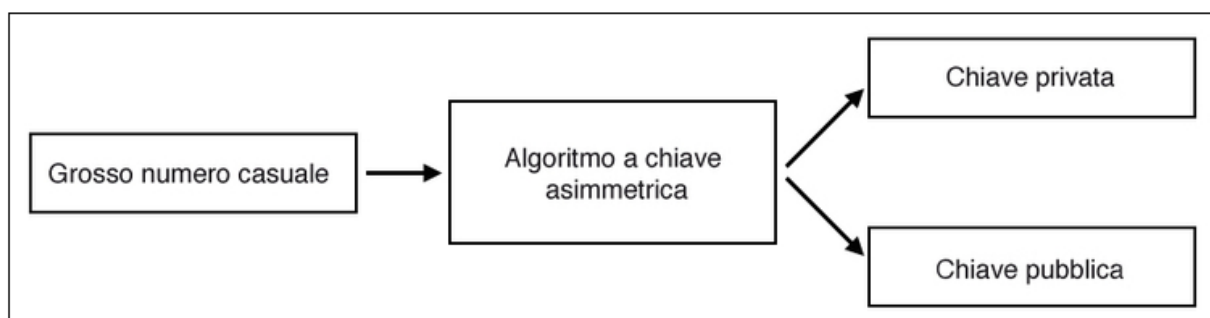 Grosso numero casuale
Algoritmo a chiave
asimmetrica
Chiave privata
Chiave pubblica